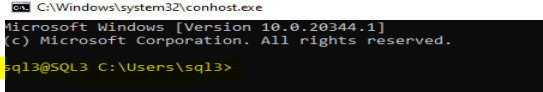 C:\Windows\system32\conhost.exe
Microsoft Windows [Version 10.0.20344.1]
(c) Microsoft Corporation. All rights reserved.
sql3@SQL3 C:\Users\sql3>